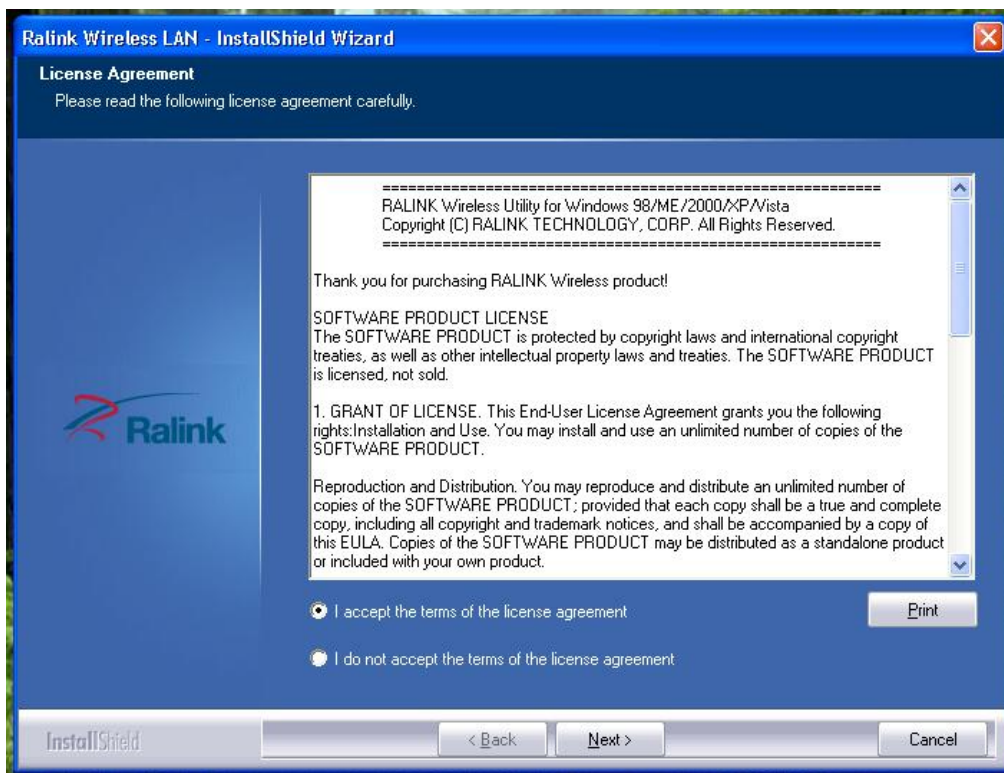 Ralink Wireless LAN - InstallShield Wizard
License Agreement
Please read the following license agreement carefully.
=========================================================
RALINK Wireless Utility for Windows 98/ME/2000/XP/Vista
Copyright (C) RALINK TECHNOLOGY, CORP. All Rights Reserved.
=========================================================
Thank you for purchasing RALINK Wireless product!
SOFTWARE PRODUCT LICENSE
The SOFTWARE PRODUCT is protected by copyright laws and international copyright
treaties, as well as other intellectual property laws and treaties. The SOFTWARE PRODUCT
is licensed, not sold.
1. GRANT OF LICENSE. This End-User License Agreement grants you the following
rights:Installation and Use. You may install and use an unlimited number of copies of the
SOFTWARE PRODUCT.
Reproduction and Distribution. You may reproduce and distribute an unlimited number of
copies of the SOFTWARE PRODUCT; provided that each copy shall be a true and complete
copy, including all copyright and trademark notices, and shall be accompanied by a copy of
this EULA. Copies of the SOFTWARE PRODUCT may be distributed as a standalone product
or included with your own product.
Ralink
I accept the terms of the license agreement
Print
I do not accept the terms of the license agreement
InstallShield
< Back
Next >
Cancel